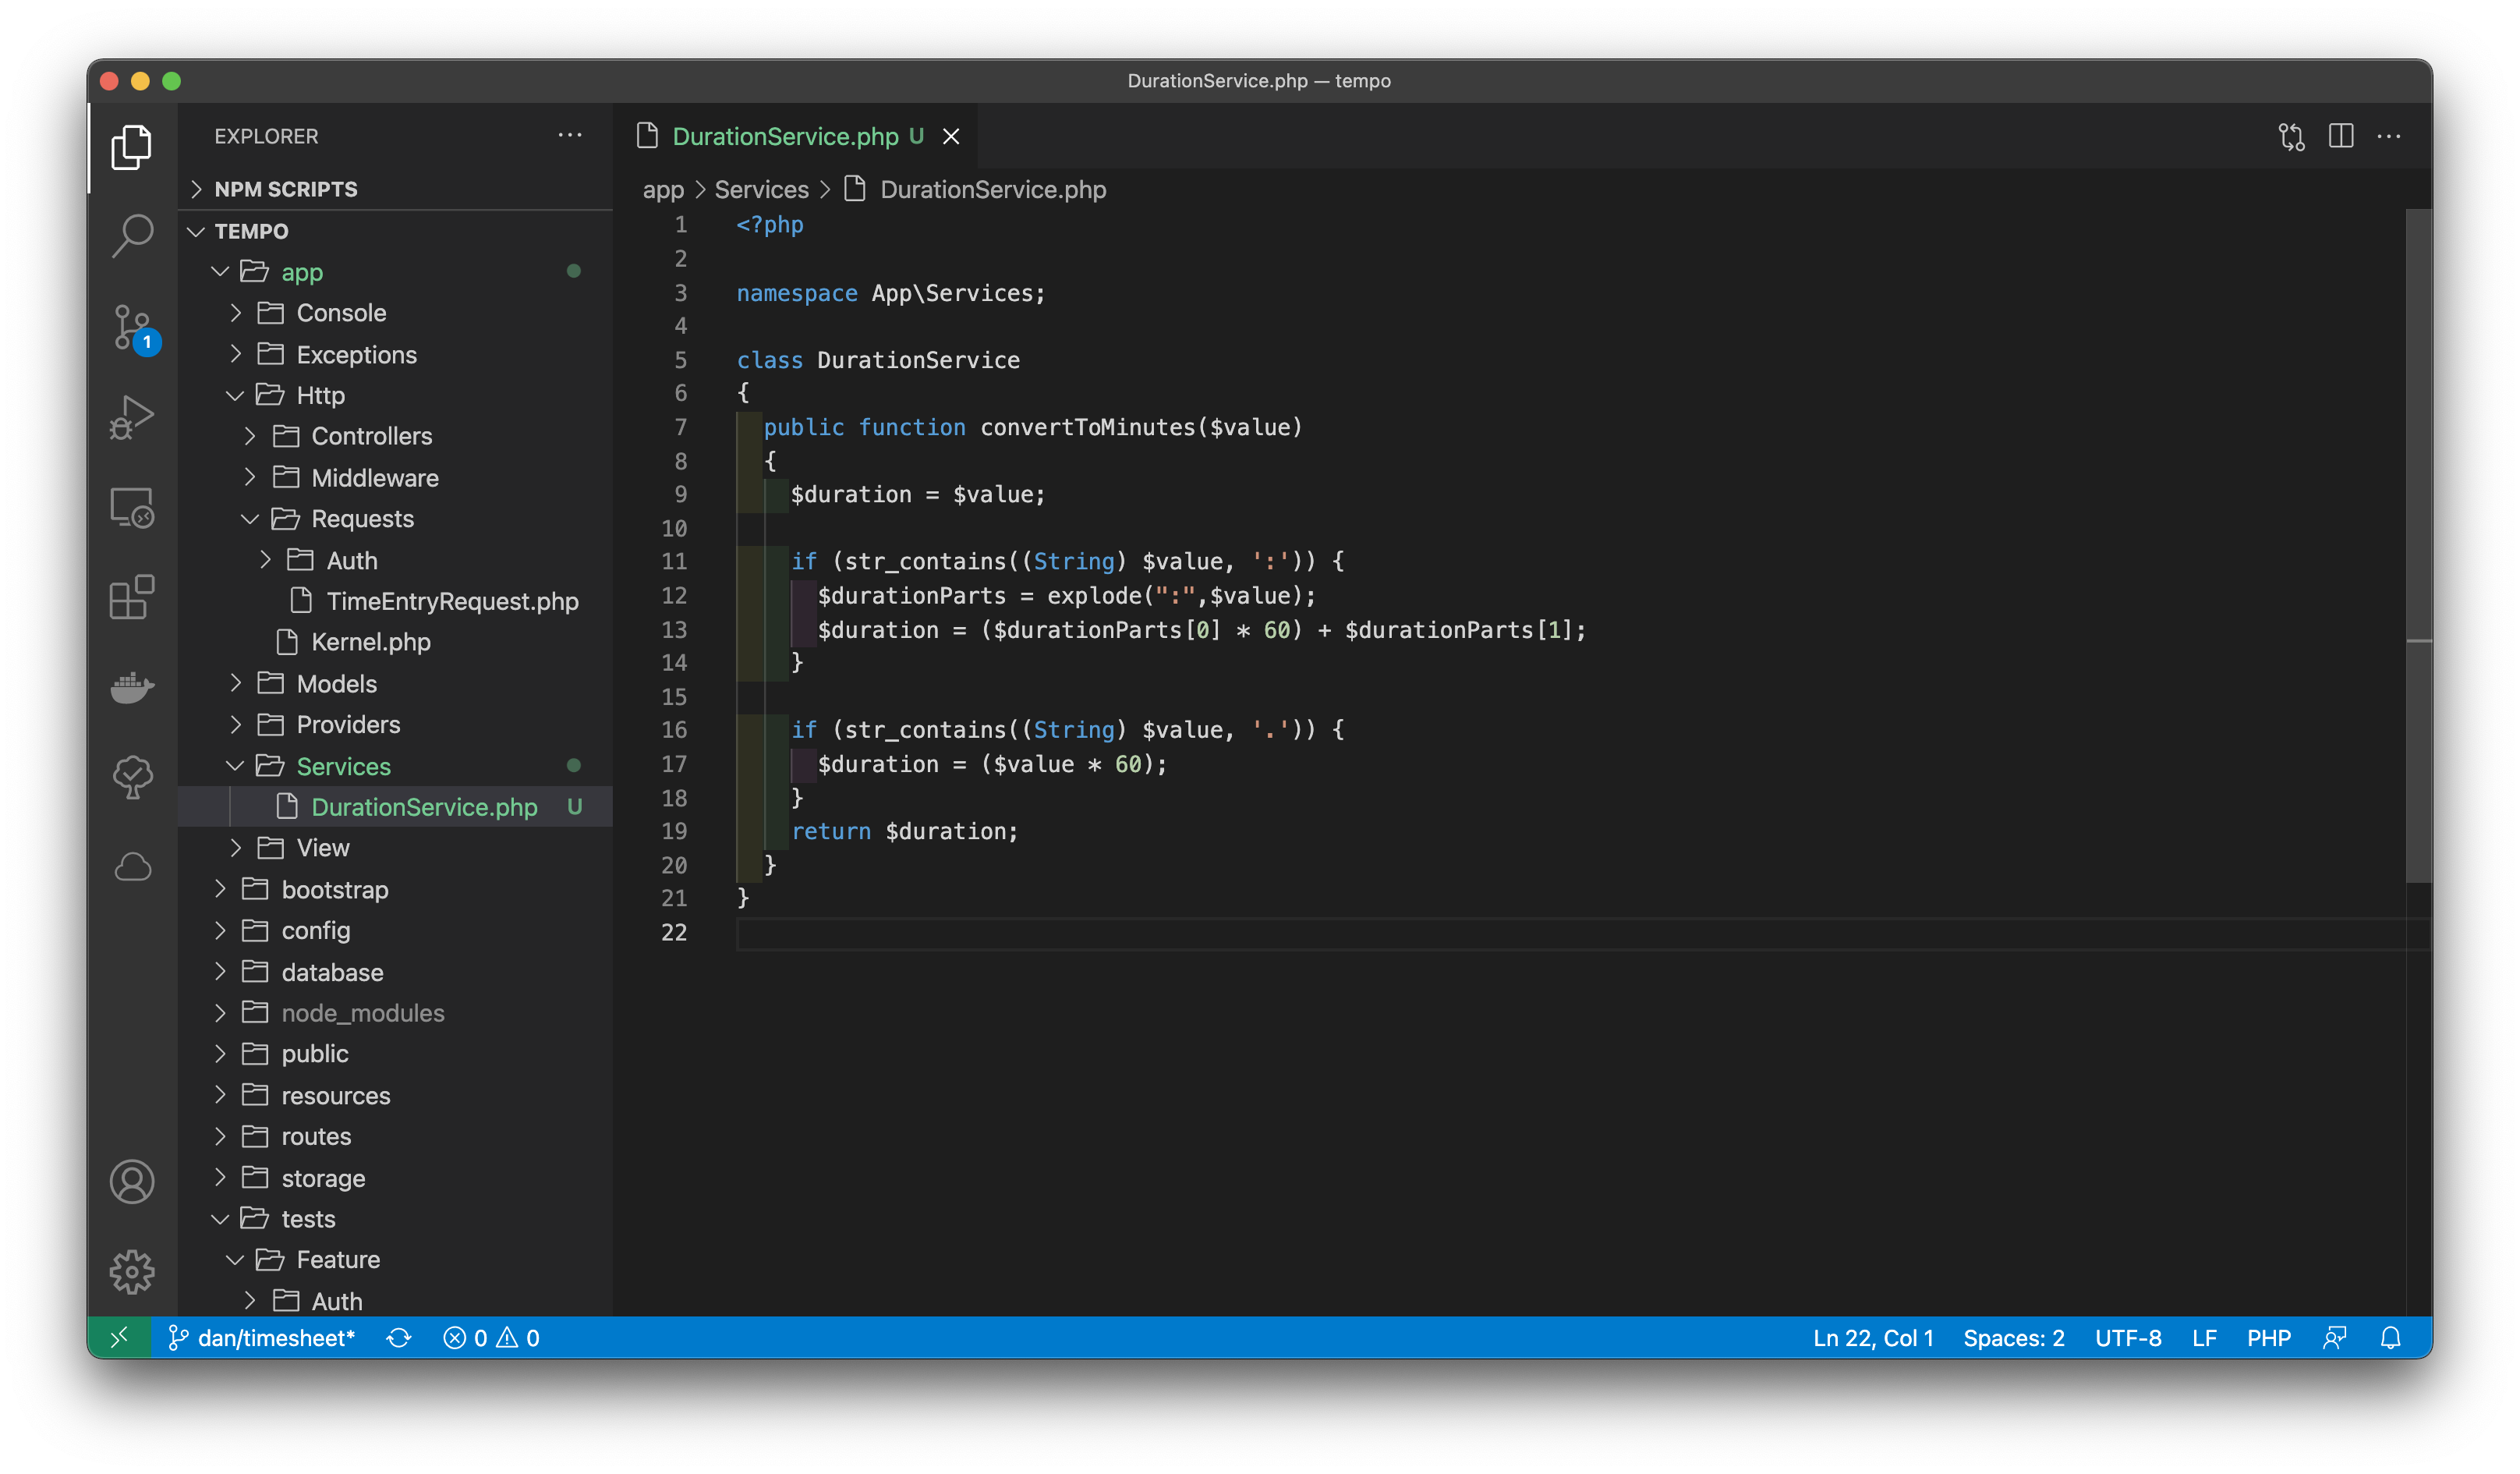 DurationService.php — tempo
EXPLORER
NPM SCRIPTS
TEMPO
app
Console
Exceptions
Http
Controllers
Middleware
Requests
Auth
TimeEntryRequest.php
Kernel.php
Models
Providers
Services
DurationService.php U
View
bootstrap
config
database
node_modules
public
resources
routes
storage
tests
Feature
Auth
1
DurationService.php U
app > Services > DurationService.php
1 <?php
2
3 namespace App\Services;
4
5 class DurationService
6 {
7   public function convertToMinutes($value)
8   {
9     $duration = $value;
10
11     if (str_contains((String) $value, ':')) {
12       $durationParts = explode(":",$value);
13       $duration = ($durationParts[0] * 60) + $durationParts[1];
14     }
15
16     if (str_contains((String) $value, '.')) {
17       $duration = ($value * 60);
18     }
19     return $duration;
20   }
21 }
22
dan/timesheet* 0 0 Ln 22, Col 1 Spaces: 2 UTF-8 LF PHP